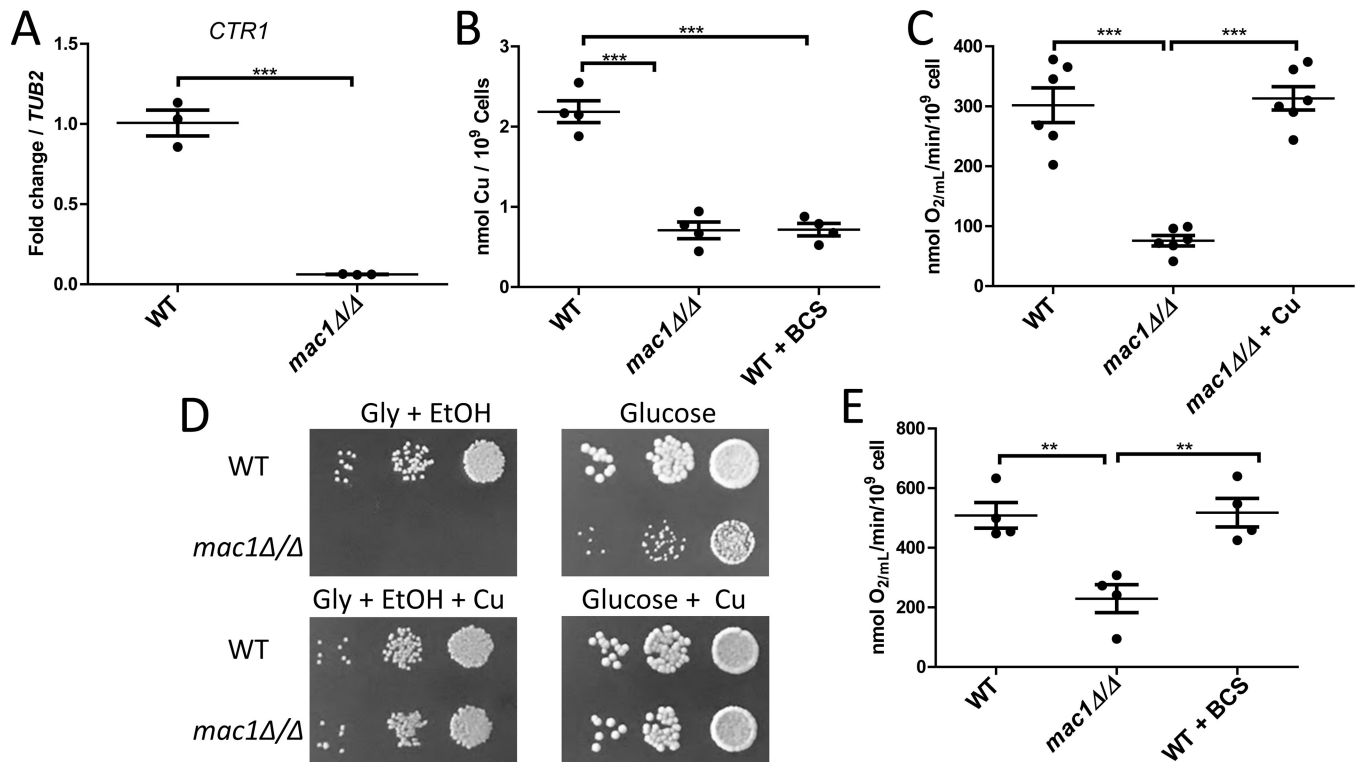 A
CTR1
Fold change / TUB2
1.5
1.0
0.5
0.0
***
WT
mac1Δ/Δ
B
nmol Cu / 10⁹ Cells
3
2
1
0
***
***
WT
mac1Δ/Δ
WT + BCS
C
nmol O₂/mL/min/10⁹ cell
400
300
200
100
0
***
***
WT
mac1Δ/Δ
mac1Δ/Δ + Cu
D
Gly + EtOH
Glucose
WT
mac1Δ/Δ
Gly + EtOH + Cu
Glucose + Cu
WT
mac1Δ/Δ
E
nmol O₂/mL/min/10⁹ cell
800
600
400
200
0
**
**
WT
mac1Δ/Δ
WT + BCS